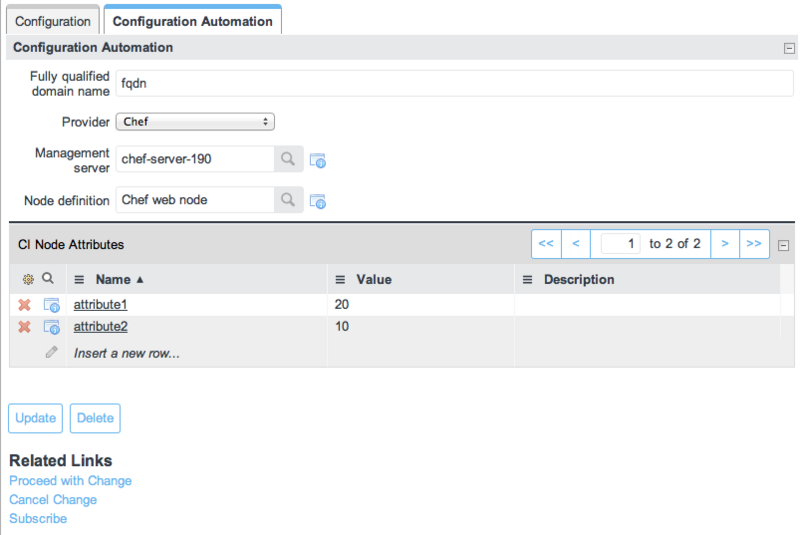 Configuration
Configuration Automation
Configuration Automation
Fully qualified
domain name
fqdn
Provider
Chef
Management
server
chef-server-190
Node definition
Chef web node
CI Node Attributes
<< < 1 to 2 of 2 > >>
Name ▲ Value Description
attribute1 20
attribute2 10
Insert a new row...
Update Delete
Related Links
Proceed with Change
Cancel Change
Subscribe